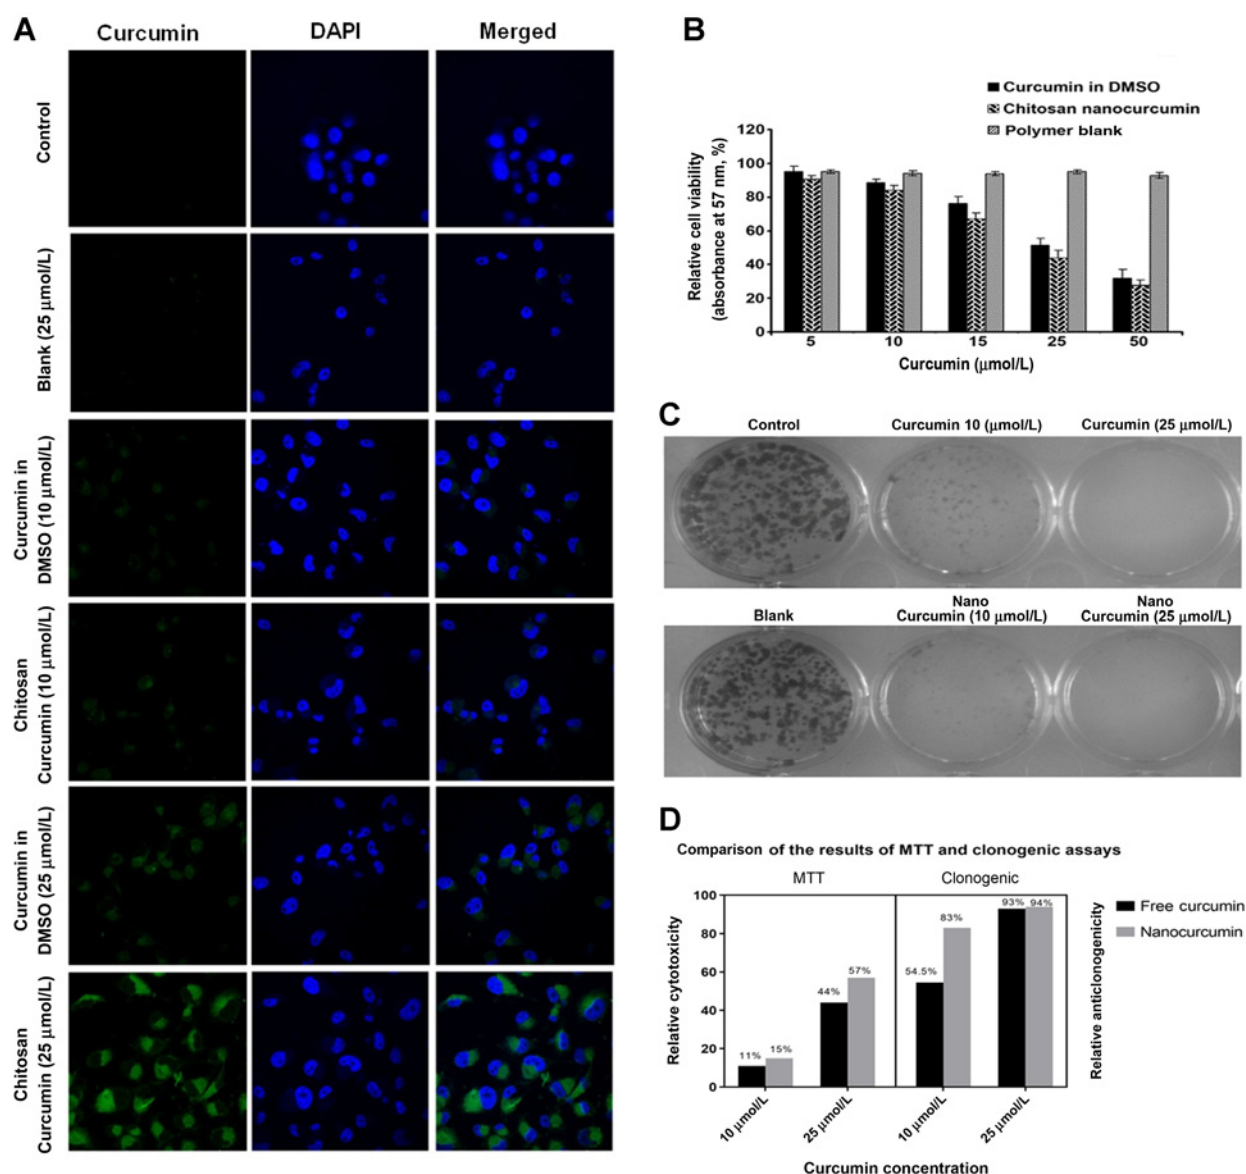 A
Curcumin
DAPI
Merged
Control
Blank (25 μmol/L)
Curcumin in
DMSO (10 μmol/L)
Chitosan
Curcumin (10 μmol/L)
Curcumin in
DMSO (25 μmol/L)
Chitosan
Curcumin (25 μmol/L)
B
Curcumin in DMSO
Chitosan nanocurcumin
Polymer blank
Relative cell viability
(absorbance at 57 nm, %)
120
100
80
60
40
20
0
5
10
15
25
50
Curcumin (μmol/L)
C
Control
Curcumin 10 (μmol/L)
Curcumin (25 μmol/L)
Blank
Nano
Curcumin (10 μmol/L)
Nano
Curcumin (25 μmol/L)
D
Comparison of the results of MTT and clonogenic assays
MTT
Clonogenic
Relative cytotoxicity
100
80
60
40
20
0
11%
15%
44%
57%
54.5%
83%
93%
94%
Relative anticlonogenicity
Free curcumin
Nanocurcumin
10 μmol/L
25 μmol/L
10 μmol/L
25 μmol/L
Curcumin concentration